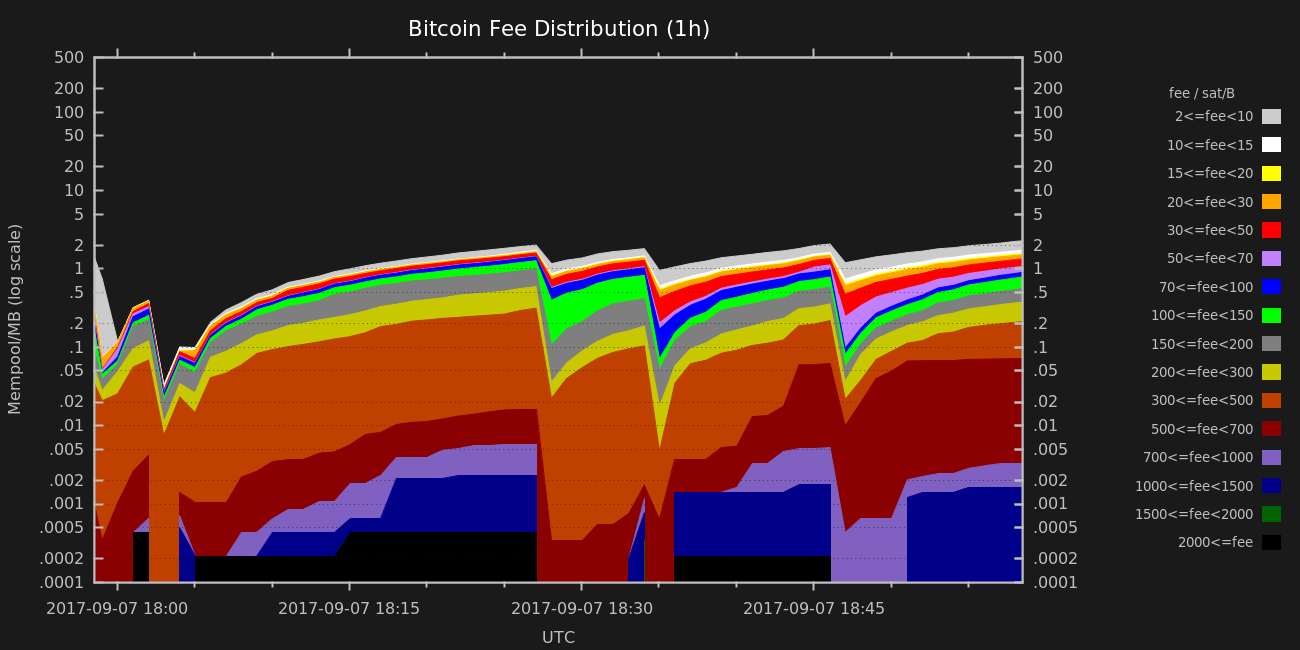 Bitcoin Fee Distribution (1h)
500
200
100
50
20
10
5
2
1
.5
.2
.1
.05
.02
.01
.005
.002
.001
.0005
.0002
.0001
Mempool/MB (log scale)
500
200
100
50
20
10
5
2
1
.5
.2
.1
.05
.02
.01
.005
.002
.001
.0005
.0002
.0001
2017-09-07 18:00 2017-09-07 18:15 2017-09-07 18:30 2017-09-07 18:45
UTC
fee / sat/B
2<=fee<10
10<=fee<15
15<=fee<20
20<=fee<30
30<=fee<50
50<=fee<70
70<=fee<100
100<=fee<150
150<=fee<200
200<=fee<300
300<=fee<500
500<=fee<700
700<=fee<1000
1000<=fee<1500
1500<=fee<2000
2000<=fee